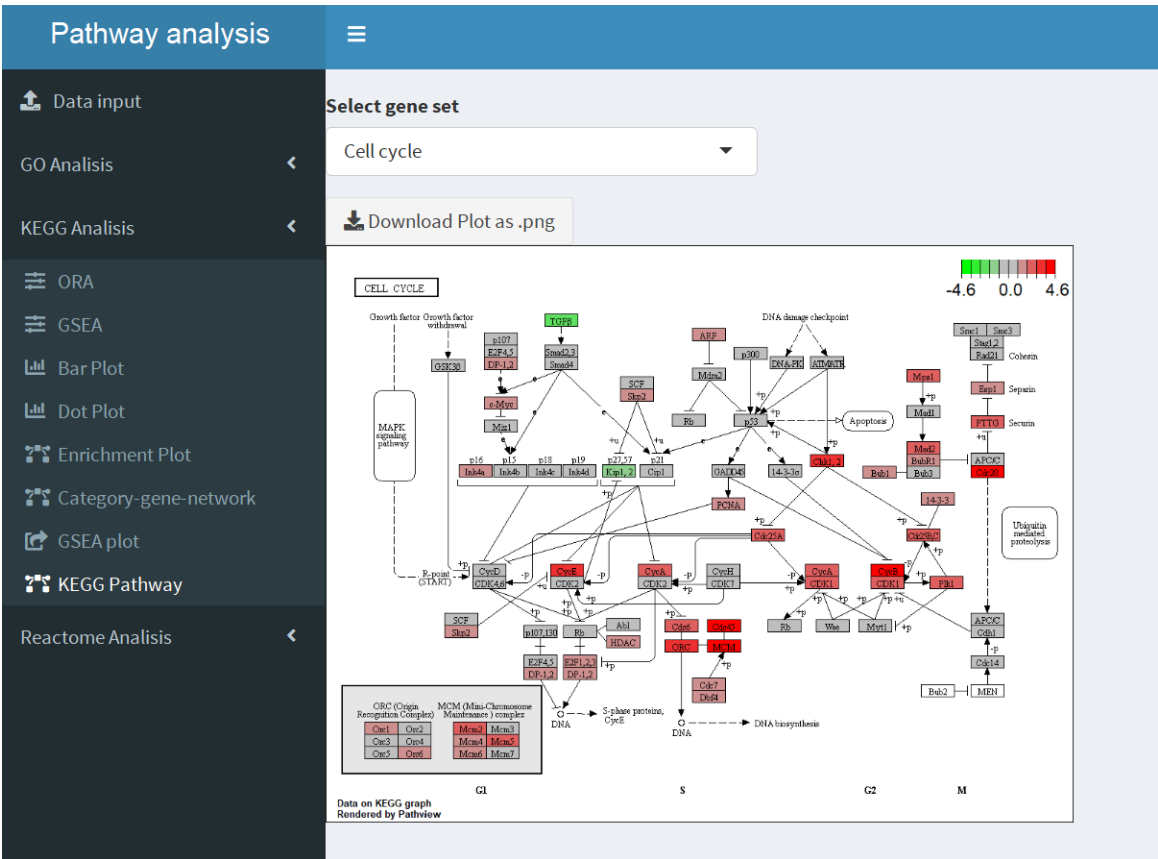 Pathway analysis
Data input
GO Analisis
KEGG Analisis
ORA
GSEA
Bar Plot
Dot Plot
Enrichment Plot
Category-gene-network
GSEA plot
KEGG Pathway
Reactome Analisis
Select gene set
Cell cycle
Download Plot as .png
-4.6 0.0 4.6
CELL CYCLE
Growth factor
Growth factor
withdrawal
TGFβ
DNA damage checkpoint
Smc1 Smc3
Stag1,2
Rad21
Cohesin
p107
E2F4,5
DP-1,2
GSK3β
Smad2,3
Smad4
ARF
p300
DNA-PK
ATMATR
Mdm2
Mps1
Esp1
Separin
SCF
Skp2
c-Myc
Miz1
Rb
p53
Apoptosis
Mad1
PTTG
Securin
MAPK
signaling
pathway
Mad2
BubR1
Bub3
Bub1
APC/C
Cdc20
p16 p15 p18 p19
Ink4a Ink4b Ink4c Ink4d
p27,57
Kip1, 2
p21
Cip1
GADD45
14-3-3σ
Chk1, 2
PCNA
14-3-3
Cdc25A
Cdc25B,C
Ubiquitin
mediated
proteolysis
R-point
(START)
CycD
CDK4,6
CycE
CDK2
CycA
CDK2
CycH
CDK7
CycA
CDK1
CycB
CDK1
Plk1
SCF
Skp2
p107,130
Rb
Abl
HDAC
Cdc6
Cdc45
ORC
MCM
Rb
Wee
Myt1
APC/C
Cdh1
Cdc14
E2F4,5
DP-1,2
E2F1,2,3
DP-1,2
Cdc7
Dbf4
Bub2
MEN
DNA
S-phase proteins,
CycE
DNA
DNA biosynthesis
ORC (Origin
Recognition Complex)
MCM (Mini-Chromosome
Maintenance ) complex
Orc1 Orc2 Mcm2 Mcm3
Orc3 Orc4 Mcm4 Mcm5
Orc5 Orc6 Mcm6 Mcm7
G1 S G2 M
Data on KEGG graph
Rendered by Pathview